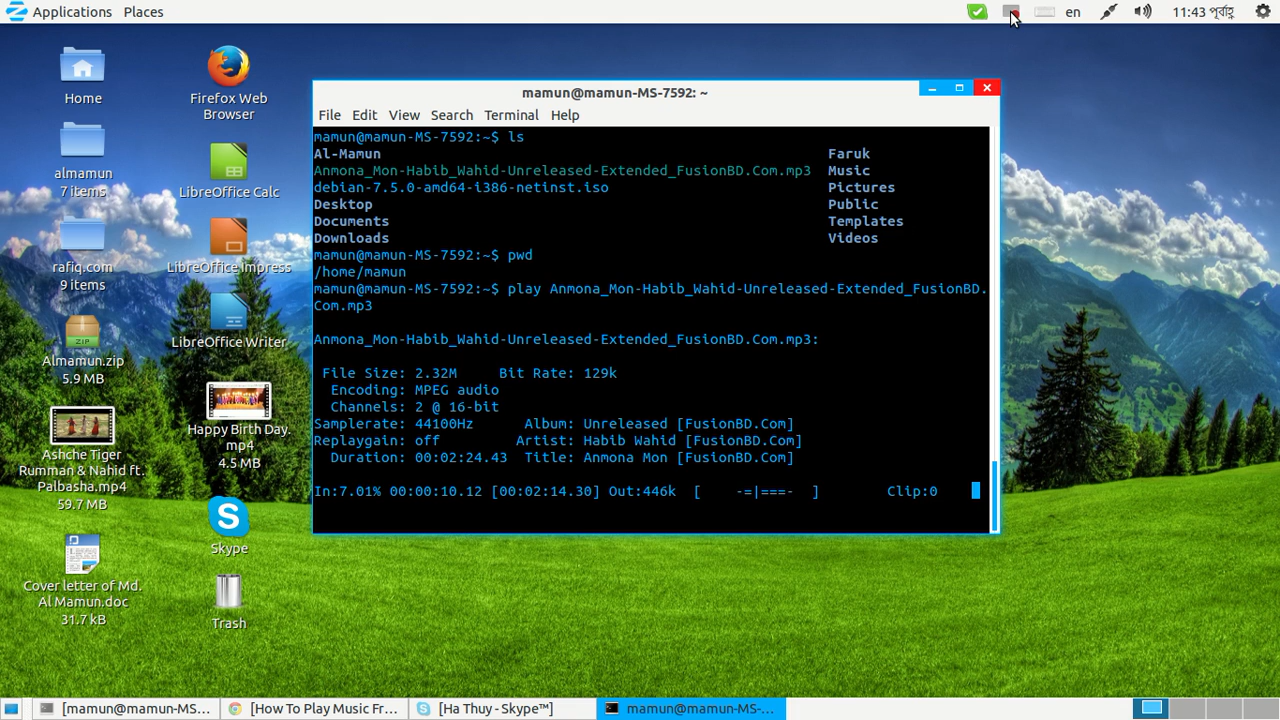 Applications Places
en 11:43 পূর্বাহ্ণ
Home
Firefox Web
Browser
almamun
7 items
LibreOffice Calc
rafiq.com
9 items
LibreOffice Impress
Almamun.zip
5.9 MB
LibreOffice Writer
Ashche Tiger
Rumman & Nahid ft.
Palbasha.mp4
59.7 MB
Happy Birth Day.
mp4
4.5 MB
Skype
Cover letter of Md.
Al Mamun.doc
31.7 kB
Trash
mamun@mamun-MS-7592: ~
File Edit View Search Terminal Help
mamun@mamun-MS-7592:~$ ls
Al-Mamun Faruk
Anmona_Mon-Habib_Wahid-Unreleased-Extended_FusionBD.Com.mp3 Music
debian-7.5.0-amd64-i386-netinst.iso Pictures
Desktop Public
Documents Templates
Downloads Videos
mamun@mamun-MS-7592:~$ pwd
/home/mamun
mamun@mamun-MS-7592:~$ play Anmona_Mon-Habib_Wahid-Unreleased-Extended_FusionBD.
Com.mp3
Anmona_Mon-Habib_Wahid-Unreleased-Extended_FusionBD.Com.mp3:
File Size: 2.32M Bit Rate: 129k
Encoding: MPEG audio
Channels: 2 @ 16-bit
Samplerate: 44100Hz Album: Unreleased [FusionBD.Com]
Replaygain: off Artist: Habib Wahid [FusionBD.Com]
Duration: 00:02:24.43 Title: Anmona Mon [FusionBD.Com]
In:7.01% 00:00:10.12 [00:02:14.30] Out:446k [ -=|===- ] Clip:0
[mamun@mamun-MS... [How To Play Music Fr... [Ha Thuy - Skype™] mamun@mamun-MS-...